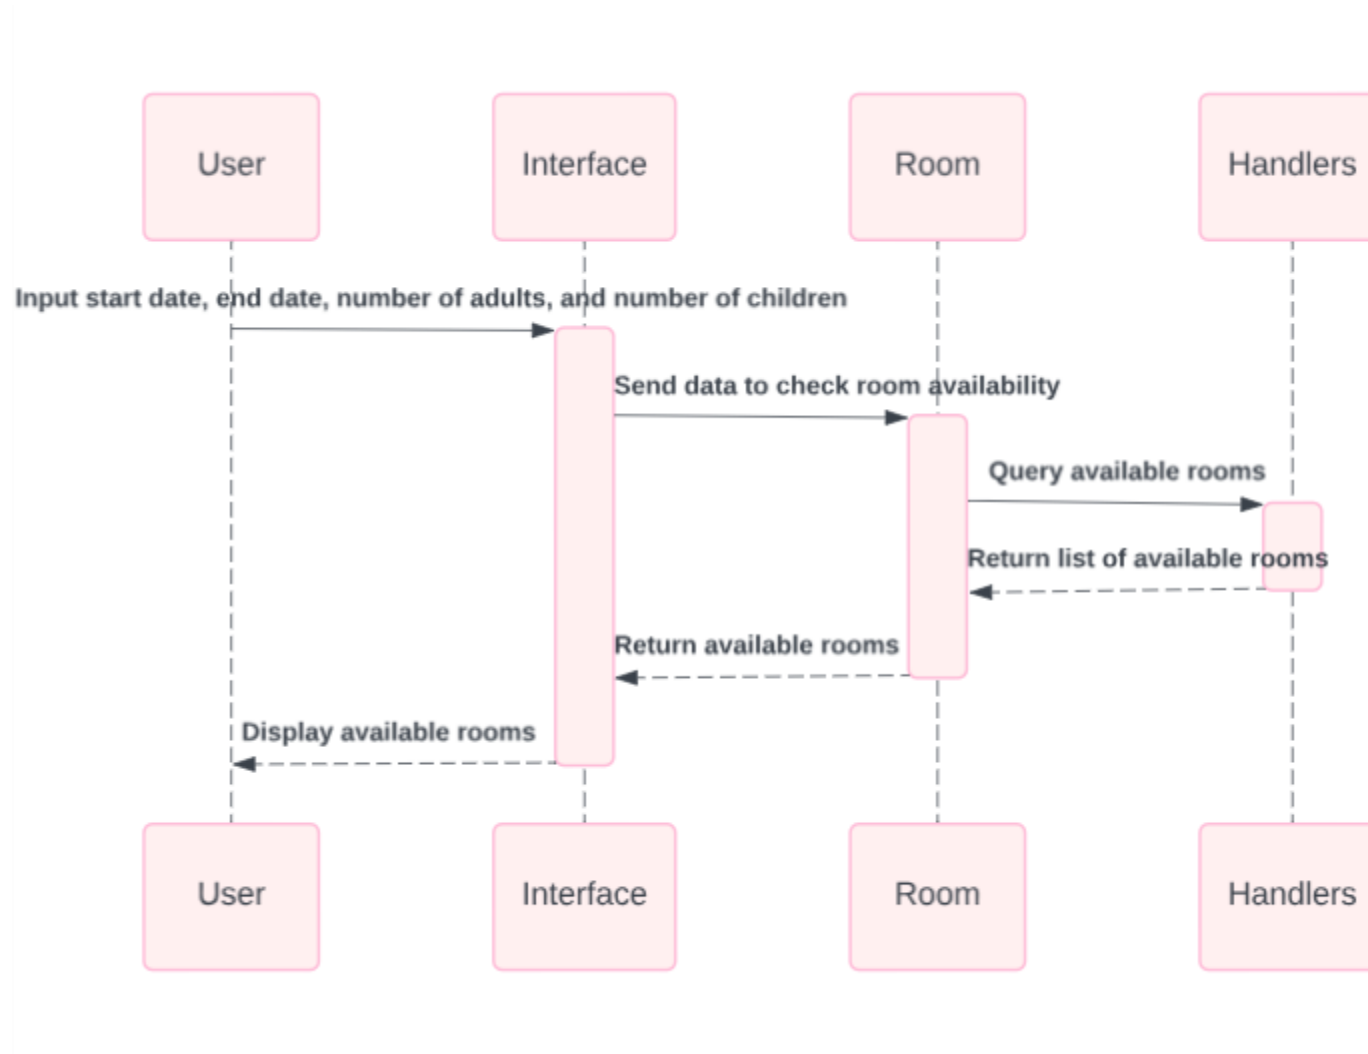 User
Interface
Room
Handlers
Input start date, end date, number of adults, and number of children
Send data to check room availability
Query available rooms
Return list of available rooms
Return available rooms
Display available rooms
User
Interface
Room
Handlers